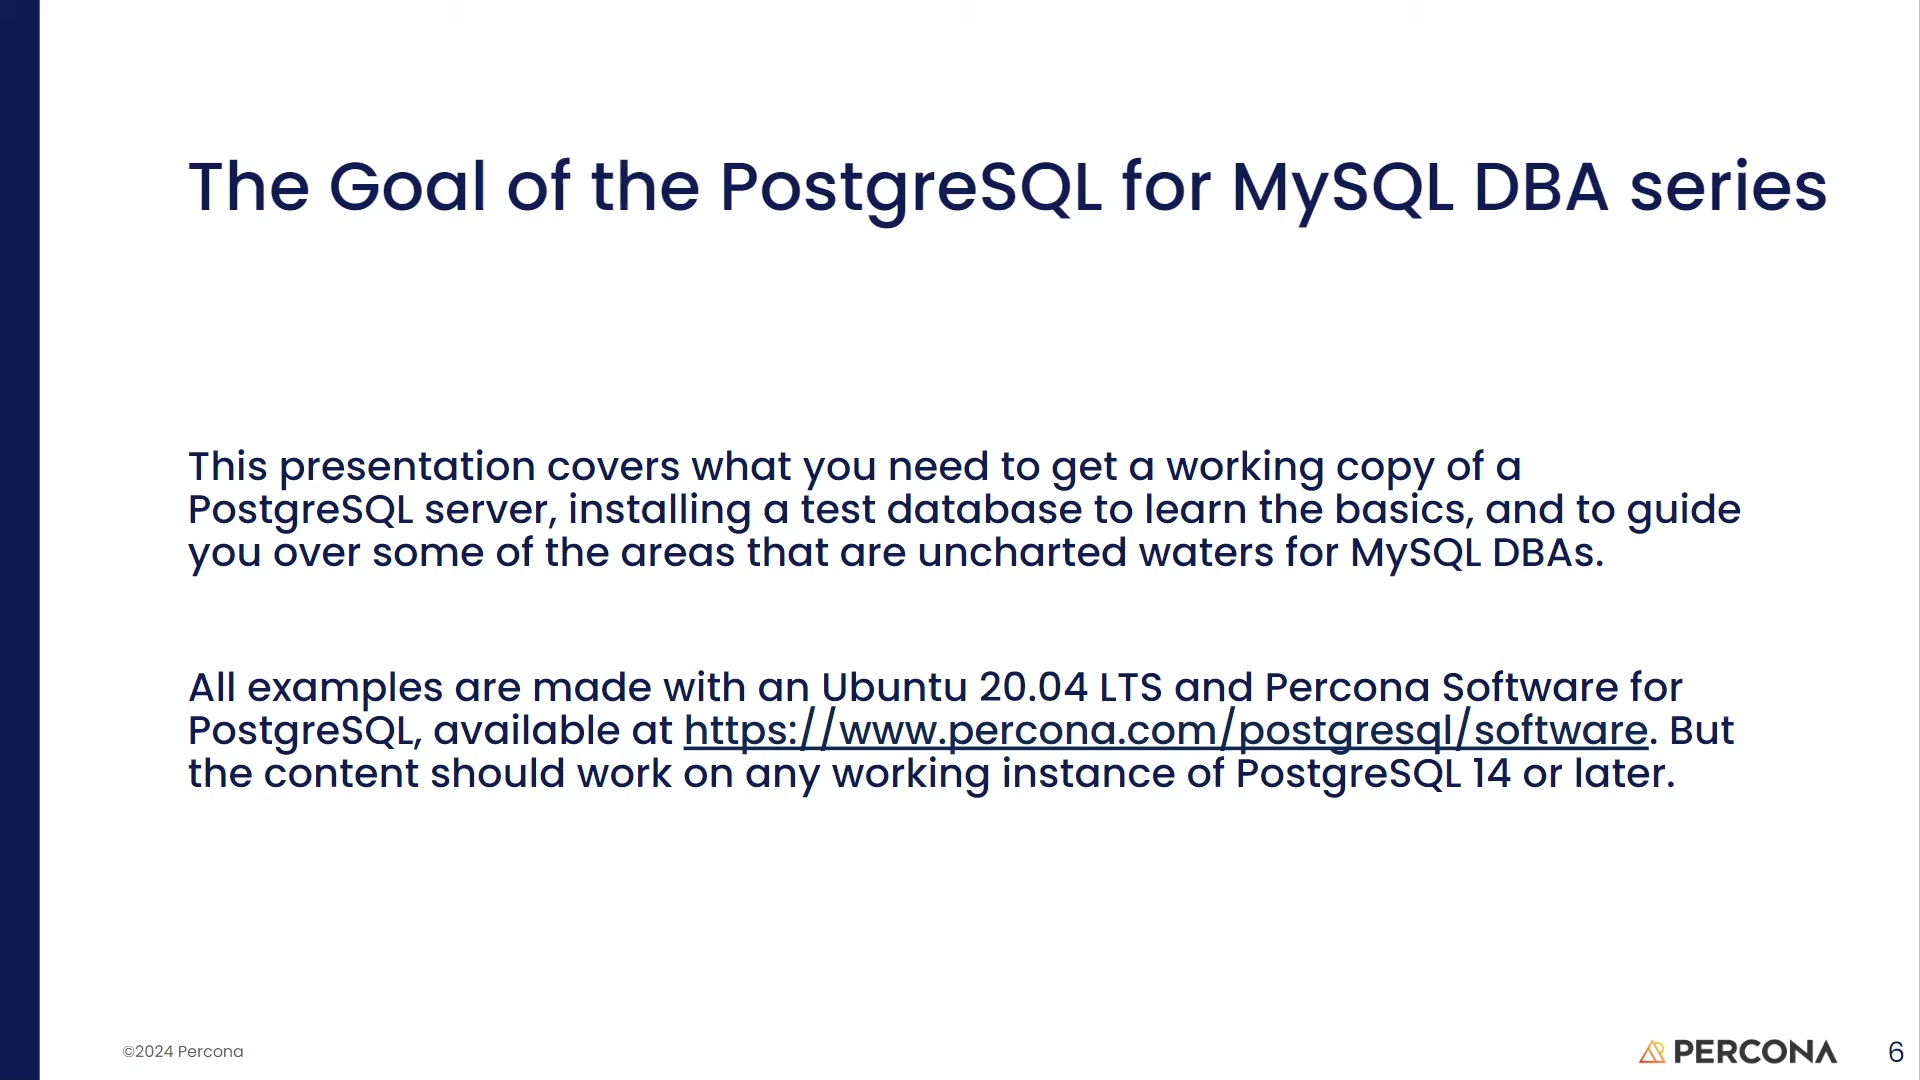 The Goal of the PostgreSQL for MySQL DBA series
This presentation covers what you need to get a working copy of a
PostgreSQL server, installing a test database to learn the basics, and to guide
you over some of the areas that are uncharted waters for MySQL DBAs.
All examples are made with an Ubuntu 20.04 LTS and Percona Software for
PostgreSQL, available at https://www.percona.com/postgresql/software. But
the content should work on any working instance of PostgreSQL 14 or later.
©2024 Percona
PERCONA
6